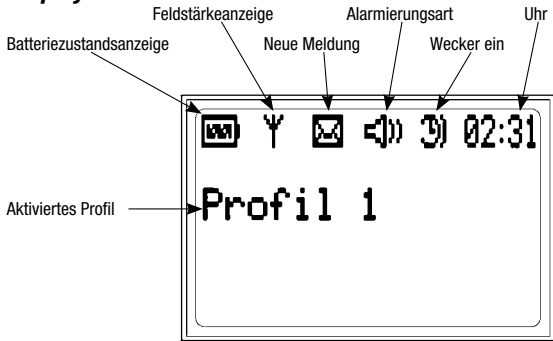 Feldstärkeanzeige Alarmierungsart Uhr
Batteriezustandsanzeige Neue Meldung Wecker ein
02:31
Aktiviertes Profil Profil 1